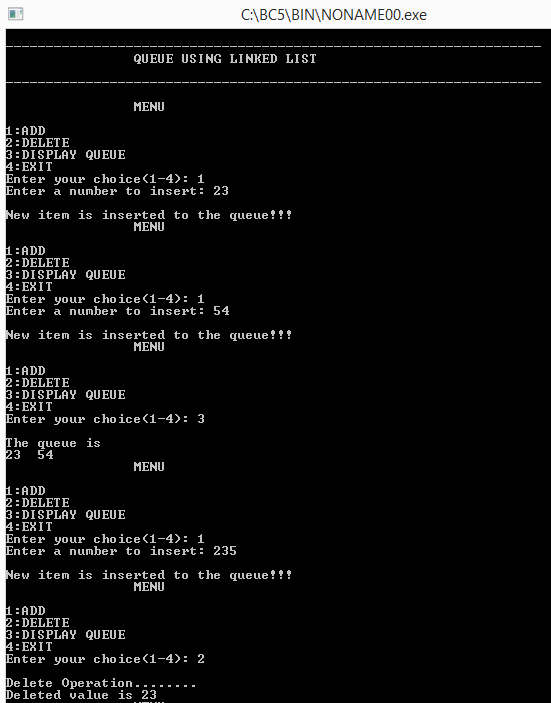 C:\BC5\BIN\NONAME00.exe
QUEUE USING LINKED LIST
MENU
1:ADD
2:DELETE
3:DISPLAY QUEUE
4:EXIT
Enter your choice(1-4): 1
Enter a number to insert: 23
New item is inserted to the queue!!!
MENU
1:ADD
2:DELETE
3:DISPLAY QUEUE
4:EXIT
Enter your choice(1-4): 1
Enter a number to insert: 54
New item is inserted to the queue!!!
MENU
1:ADD
2:DELETE
3:DISPLAY QUEUE
4:EXIT
Enter your choice(1-4): 3
The queue is
23  54
MENU
1:ADD
2:DELETE
3:DISPLAY QUEUE
4:EXIT
Enter your choice(1-4): 1
Enter a number to insert: 235
New item is inserted to the queue!!!
MENU
1:ADD
2:DELETE
3:DISPLAY QUEUE
4:EXIT
Enter your choice(1-4): 2
Delete Operation........
Deleted value is 23